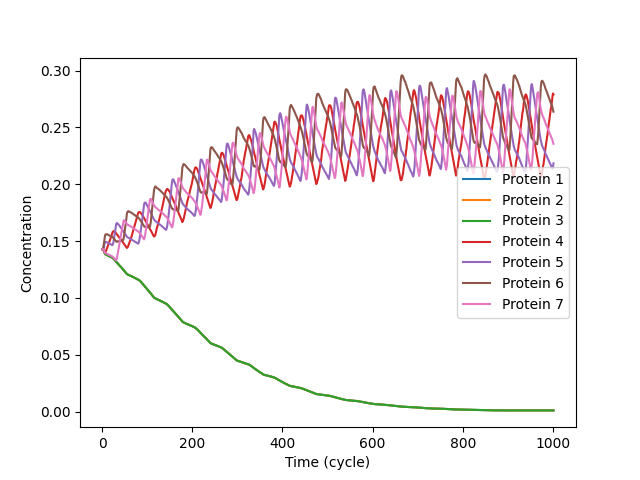 0.30
0.25
0.20
0.15
0.10
0.05
0.00
Concentration
0
200
400
600
800
1000
Time (cycle)
Protein 1
Protein 2
Protein 3
Protein 4
Protein 5
Protein 6
Protein 7